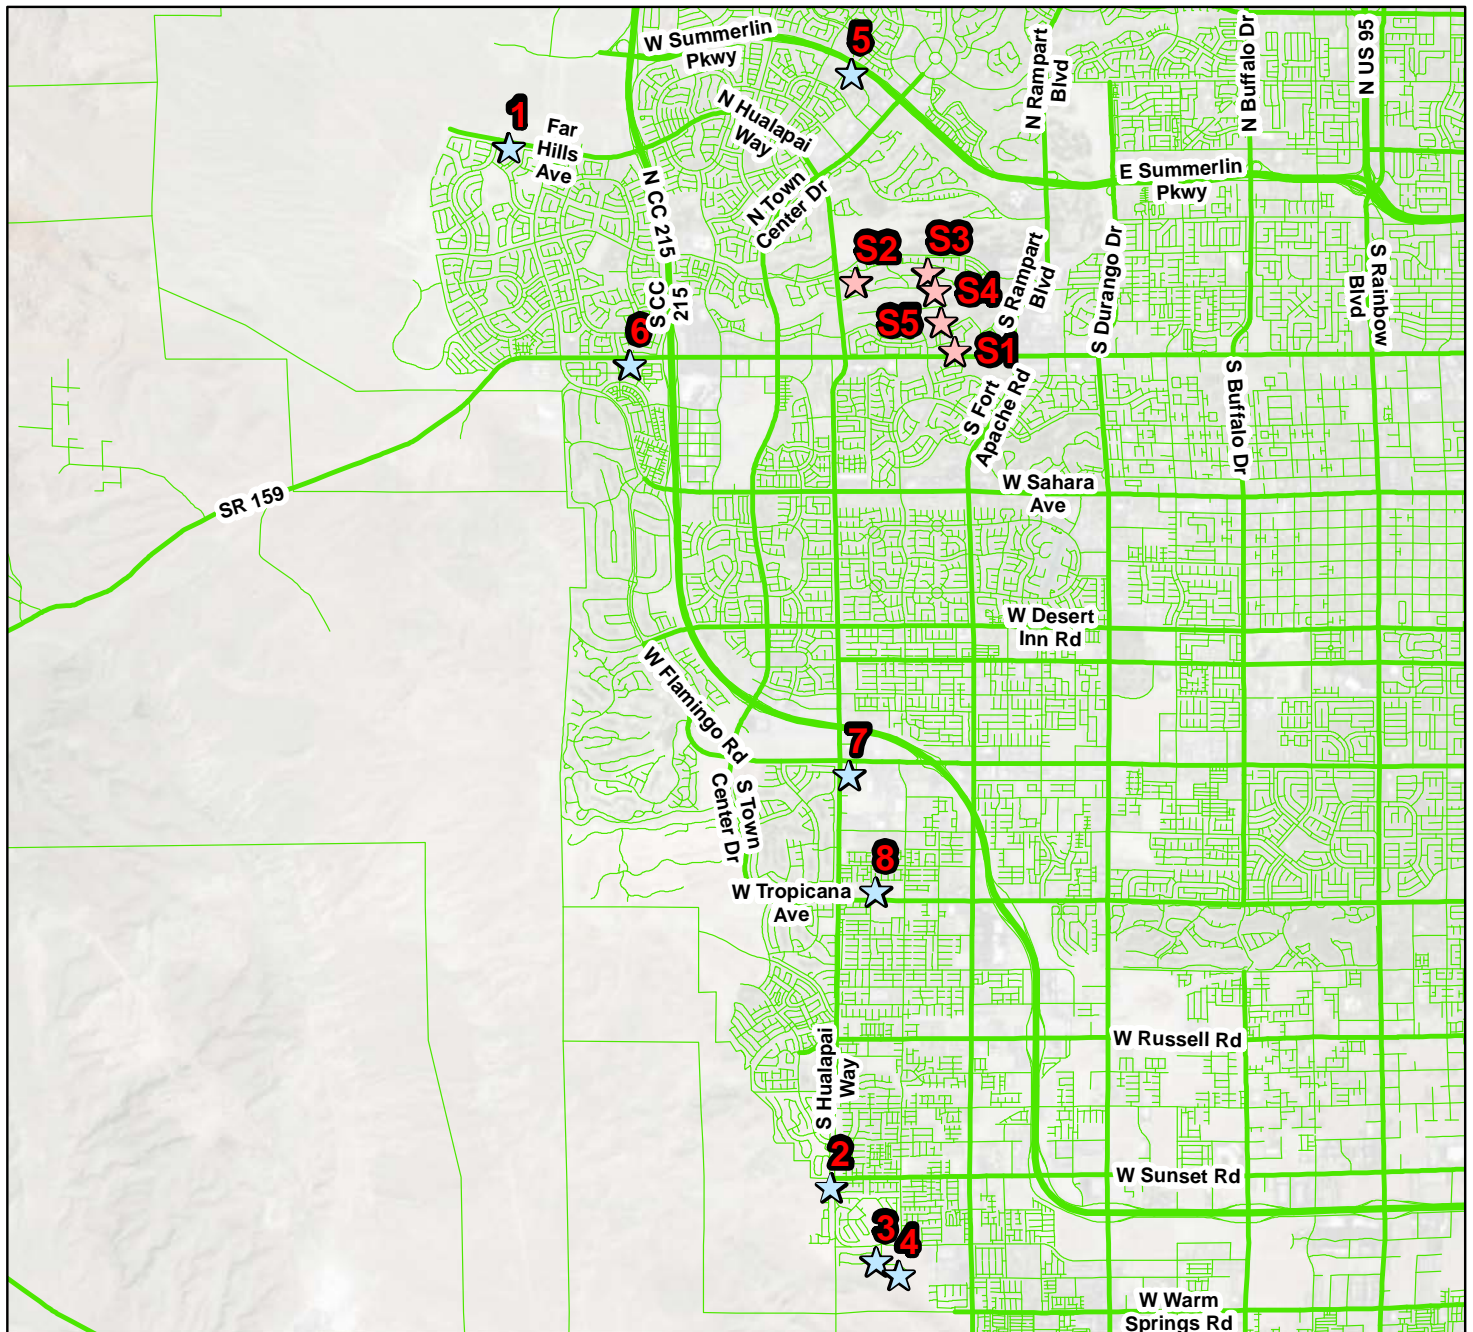 W Summerlin
Pkwy
5
N Rampart
Blvd
N Buffalo Dr
N US 95
1
Far
Hills
Ave
N Hualapai
Way
E Summerlin
Pkwy
N CC 215
N Town
Center Dr
S2
S3
S4
S5
S1
S Rampart
Blvd
S Durango Dr
S Rainbow
Blvd
S CC
215
6
S Fort
Apache Rd
S Buffalo Dr
SR 159
W Sahara
Ave
W Desert
Inn Rd
W Flamingo Rd
7
S Town
Center Dr
8
W Tropicana
Ave
S Hualapai
Way
W Russell Rd
2
W Sunset Rd
3
4
W Warm
Springs Rd